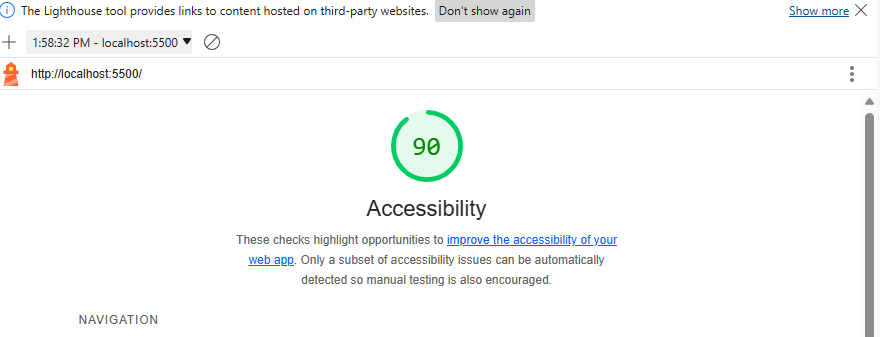 The Lighthouse tool provides links to content hosted on third-party websites. Don't show again Show more
1:58:32 PM - localhost:5500
http://localhost:5500/
90
Accessibility
These checks highlight opportunities to improve the accessibility of your
web app. Only a subset of accessibility issues can be automatically
detected so manual testing is also encouraged.
NAVIGATION